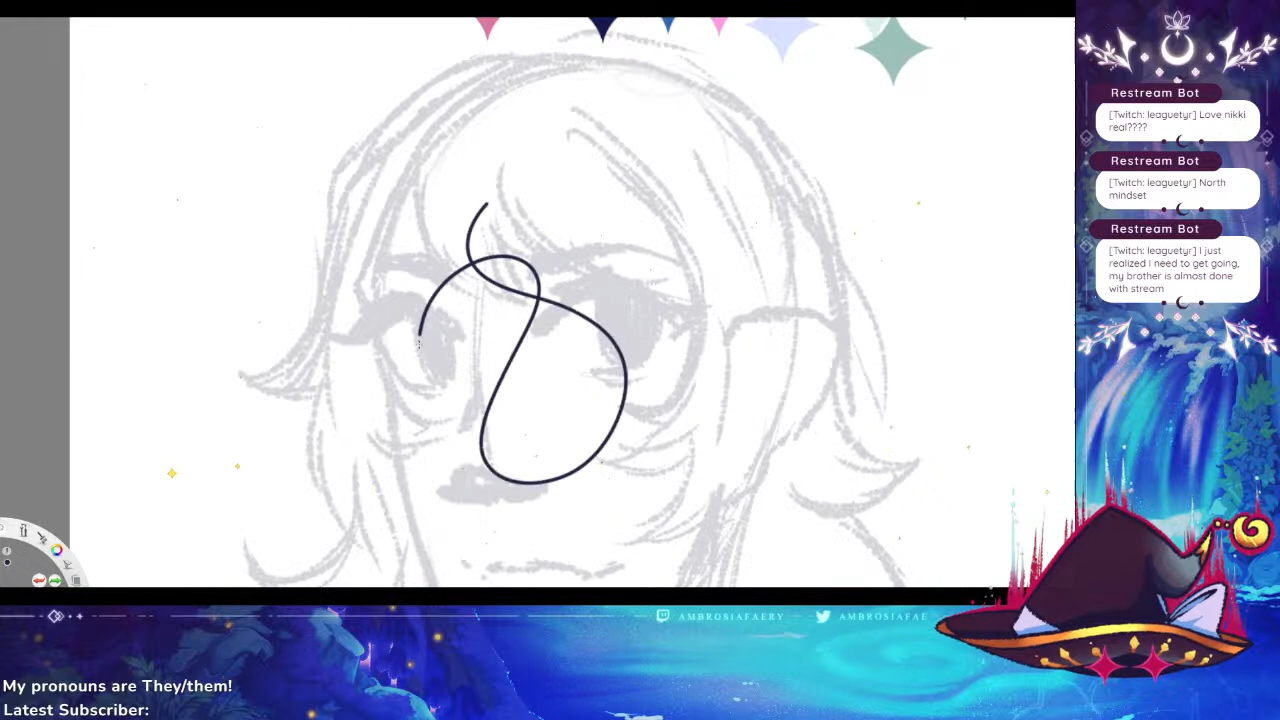 Restream Bot
[Twitch: leaguetyr] Love nikki
real????
Restream Bot
[Twitch: leaguetyr] North
mindset
Restream Bot
[Twitch: leaguetyr] I just
realized I need to get going,
my brother is almost done
with stream
AMBROSIAFAERY AMBROSIAFAE
My pronouns are They/them!
Latest Subscriber: